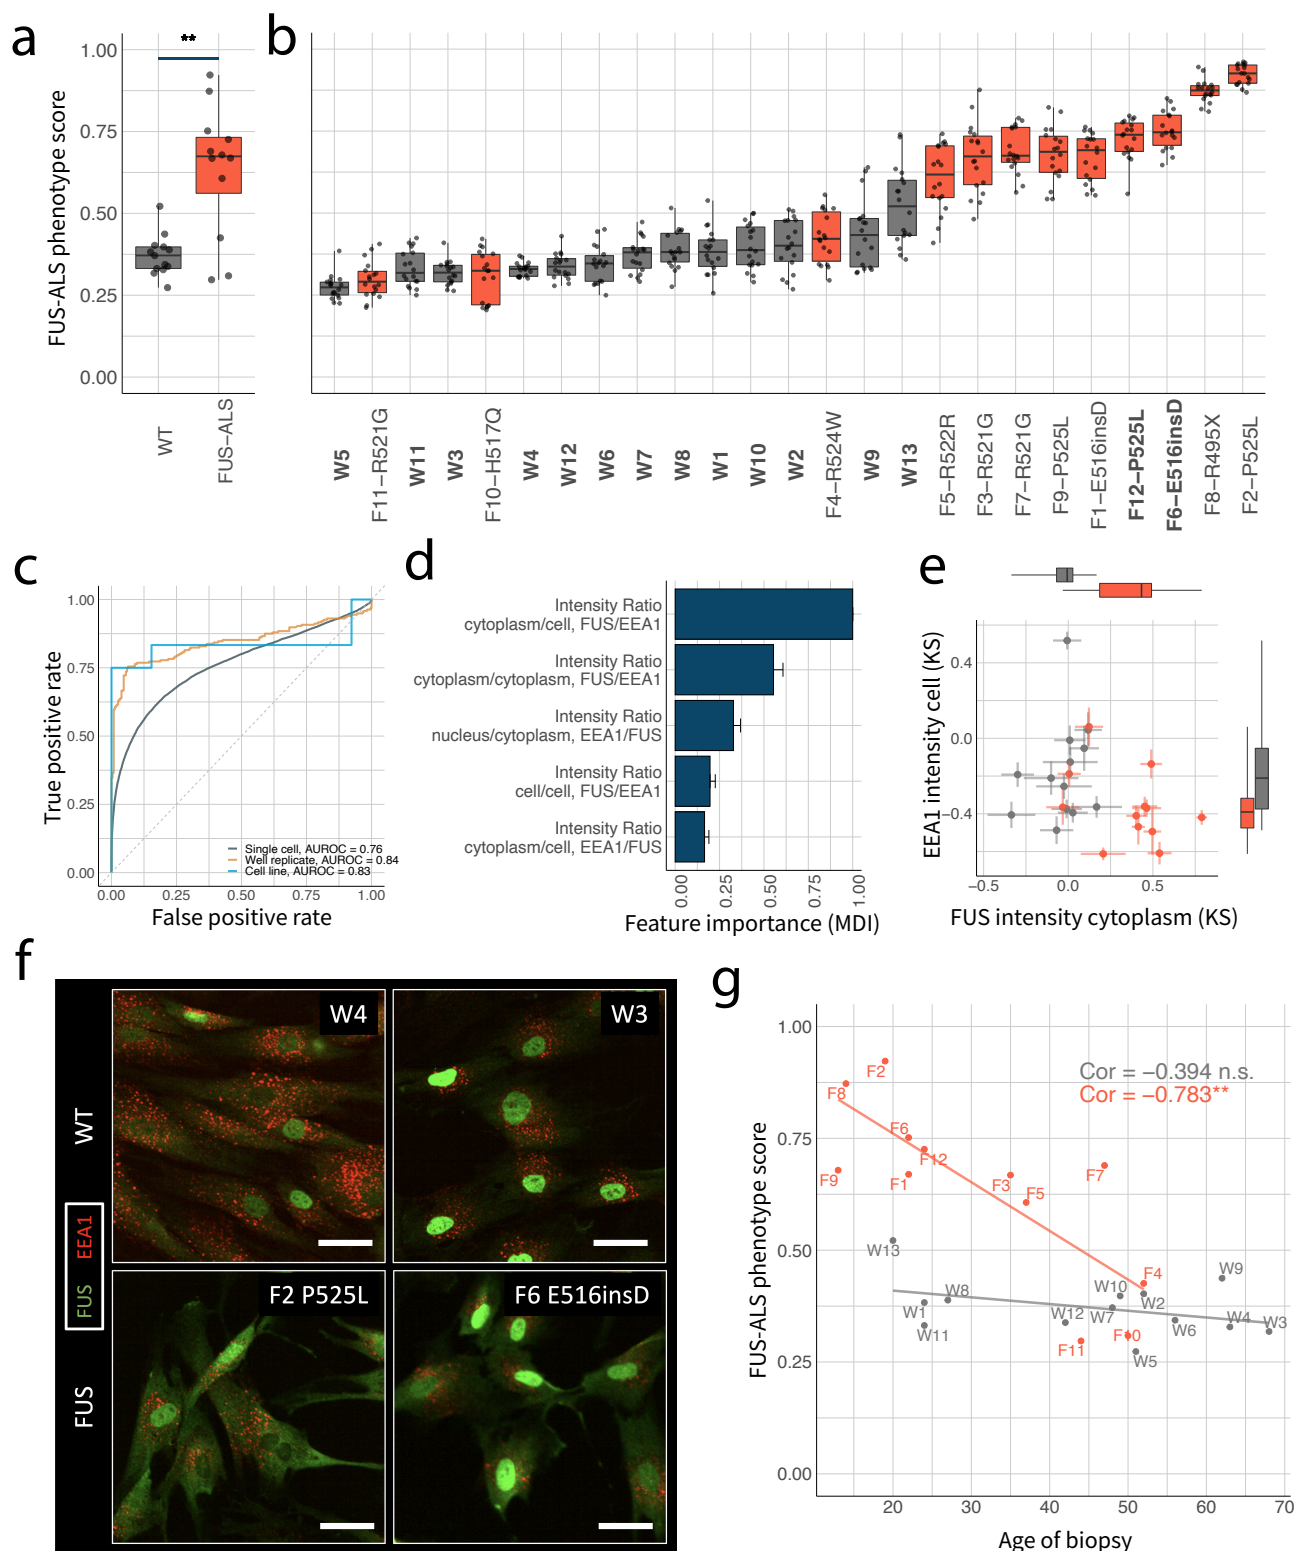 a
**
FUS-ALS phenotype score
1.00
0.75
0.50
0.25
0.00
WT
FUS−ALS
b
W5
F11−R521G
W11
W3
F10−H517Q
W4
W12
W6
W7
W8
W1
W10
W2
F4−R524W
W9
W13
F5−R522R
F3−R521G
F7−R521G
F9−P525L
F1−E516insD
F12−P525L
F6−E516insD
F8−R495X
F2−P525L
c
True positive rate
1.00
0.75
0.50
0.25
0.00
Single cell, AUROC = 0.76
Well replicate, AUROC = 0.84
Cell line, AUROC = 0.83
0.00
0.25
0.50
0.75
1.00
False positive rate
d
Intensity Ratio
cytoplasm/cell, FUS/EEA1
Intensity Ratio
cytoplasm/cytoplasm, FUS/EEA1
Intensity Ratio
nucleus/cytoplasm, EEA1/FUS
Intensity Ratio
cell/cell, FUS/EEA1
Intensity Ratio
cytoplasm/cell, EEA1/FUS
0.00
0.25
0.50
0.75
1.00
Feature importance (MDI)
e
EEA1 intensity cell (KS)
0.4
0.0
−0.4
−0.5
0.0
0.5
FUS intensity cytoplasm (KS)
f
WT
FUS EEA1
FUS
W4
W3
F2 P525L
F6 E516insD
g
FUS-ALS phenotype score
1.00
0.75
0.50
0.25
0.00
Cor = −0.394 n.s.
Cor = −0.783**
F2
F8
F6
F12
F9
F1
F3
F5
F7
W13
F4
W9
W8
W10
W2
W1
W11
W12
W7
W6
W4
W3
F11
F10
W5
20
30
40
50
60
70
Age of biopsy